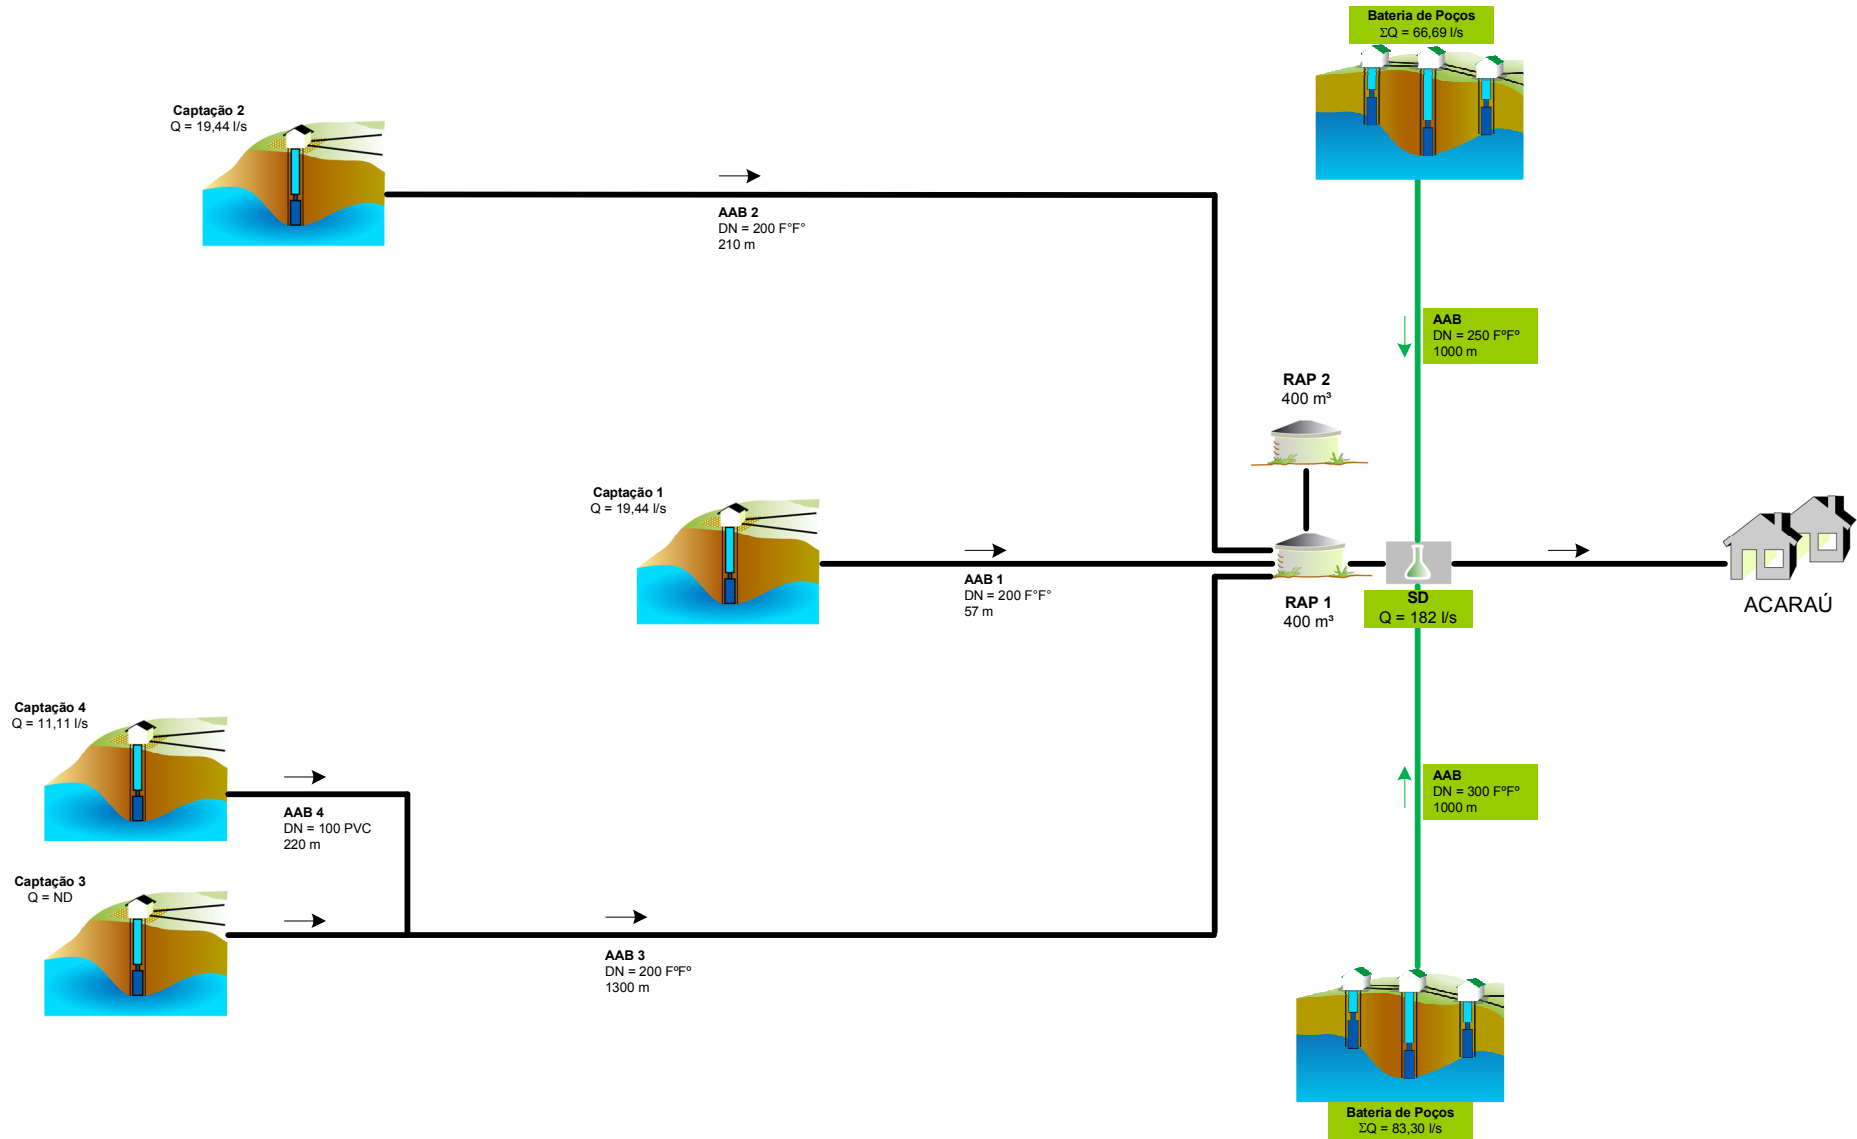 Bateria de Poços
ΣQ = 66,69 l/s
Captação 2
Q = 19,44 l/s
AAB 2
DN = 200 F°F°
210 m
AAB
DN = 250 FºFº
1000 m
RAP 2
400 m³
Captação 1
Q = 19,44 l/s
AAB 1
DN = 200 F°F°
57 m
RAP 1
400 m³
SD
Q = 182 l/s
ACARAÚ
Captação 4
Q = 11,11 l/s
AAB 4
DN = 100 PVC
220 m
AAB
DN = 300 FºFº
1000 m
Captação 3
Q = ND
AAB 3
DN = 200 FºFº
1300 m
Bateria de Poços
ΣQ = 83,30 l/s